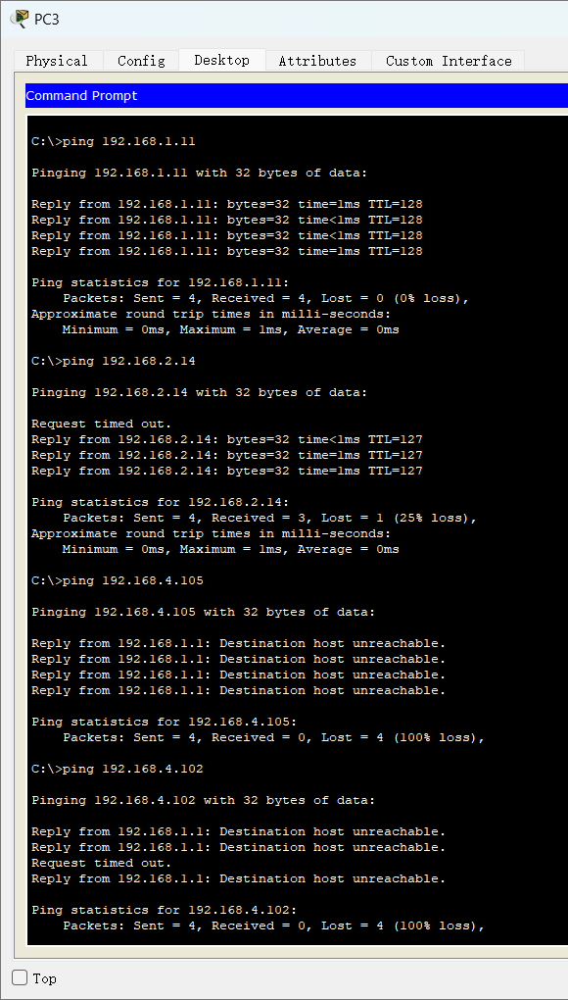 PC3
Physical Config Desktop Attributes Custom Interface
Command Prompt
C:\>ping 192.168.1.11
Pinging 192.168.1.11 with 32 bytes of data:
Reply from 192.168.1.11: bytes=32 time=1ms TTL=128
Reply from 192.168.1.11: bytes=32 time<1ms TTL=128
Reply from 192.168.1.11: bytes=32 time<1ms TTL=128
Reply from 192.168.1.11: bytes=32 time=1ms TTL=128
Ping statistics for 192.168.1.11:
    Packets: Sent = 4, Received = 4, Lost = 0 (0% loss),
Approximate round trip times in milli-seconds:
    Minimum = 0ms, Maximum = 1ms, Average = 0ms
C:\>ping 192.168.2.14
Pinging 192.168.2.14 with 32 bytes of data:
Request timed out.
Reply from 192.168.2.14: bytes=32 time<1ms TTL=127
Reply from 192.168.2.14: bytes=32 time=1ms TTL=127
Reply from 192.168.2.14: bytes=32 time=1ms TTL=127
Ping statistics for 192.168.2.14:
    Packets: Sent = 4, Received = 3, Lost = 1 (25% loss),
Approximate round trip times in milli-seconds:
    Minimum = 0ms, Maximum = 1ms, Average = 0ms
C:\>ping 192.168.4.105
Pinging 192.168.4.105 with 32 bytes of data:
Reply from 192.168.1.1: Destination host unreachable.
Reply from 192.168.1.1: Destination host unreachable.
Reply from 192.168.1.1: Destination host unreachable.
Reply from 192.168.1.1: Destination host unreachable.
Ping statistics for 192.168.4.105:
    Packets: Sent = 4, Received = 0, Lost = 4 (100% loss),
C:\>ping 192.168.4.102
Pinging 192.168.4.102 with 32 bytes of data:
Reply from 192.168.1.1: Destination host unreachable.
Reply from 192.168.1.1: Destination host unreachable.
Request timed out.
Reply from 192.168.1.1: Destination host unreachable.
Ping statistics for 192.168.4.102:
    Packets: Sent = 4, Received = 0, Lost = 4 (100% loss),
Top